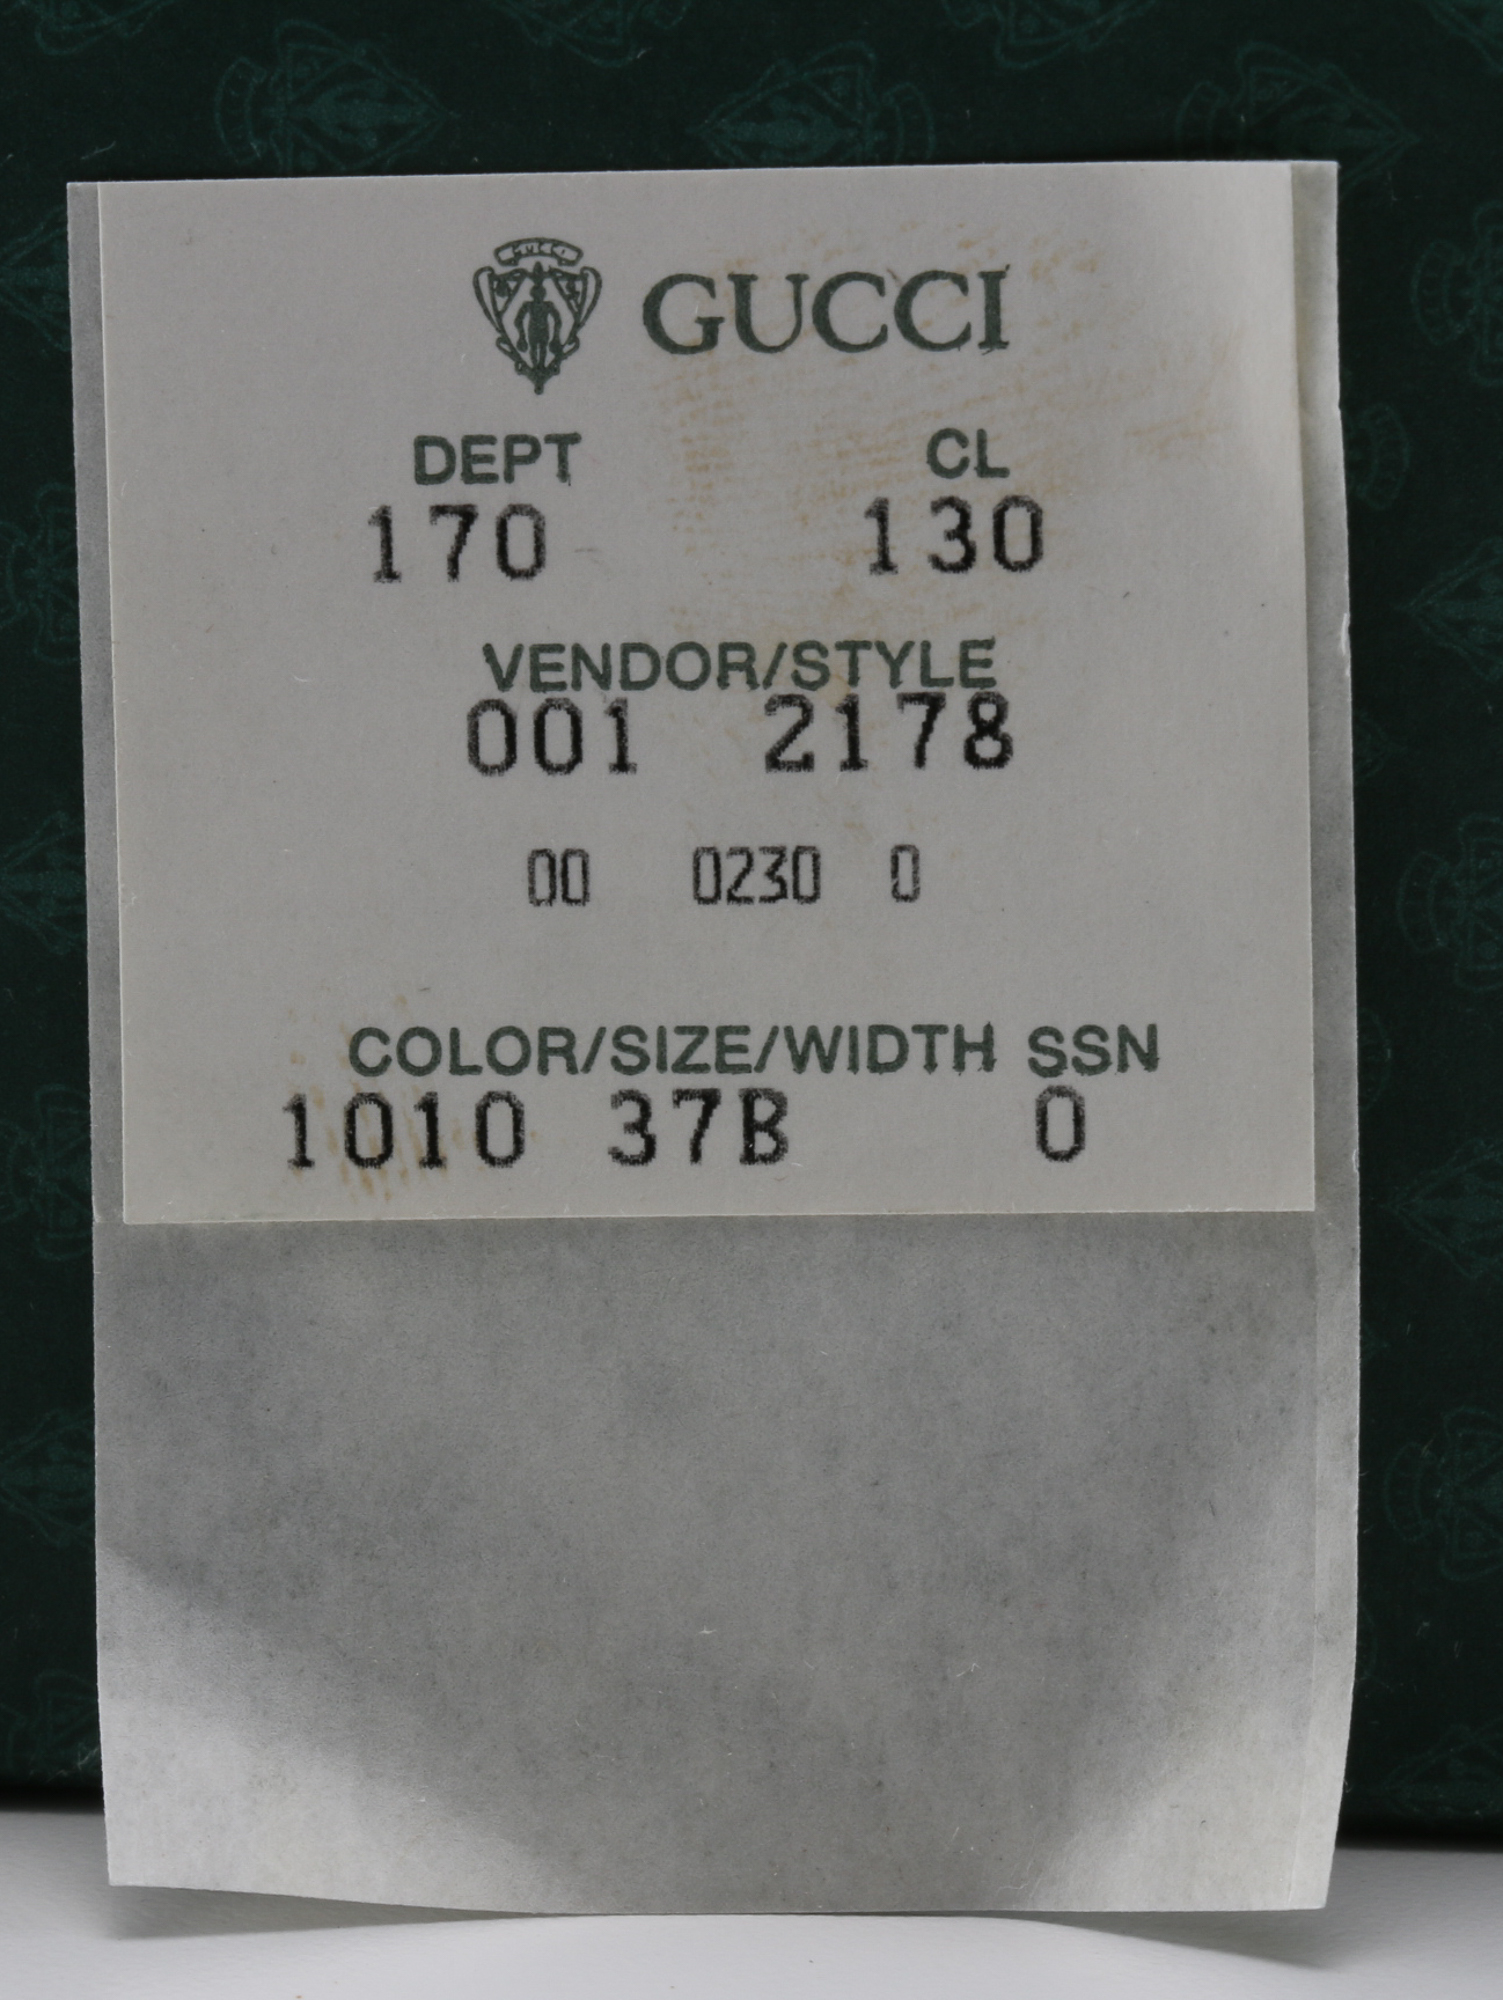 GUCCI
GUCCI
DEPT CL
170 130
VENDOR/STYLE
001 2178
00 0230 0
COLOR/SIZE/WIDTH SSN
1010 37B 0